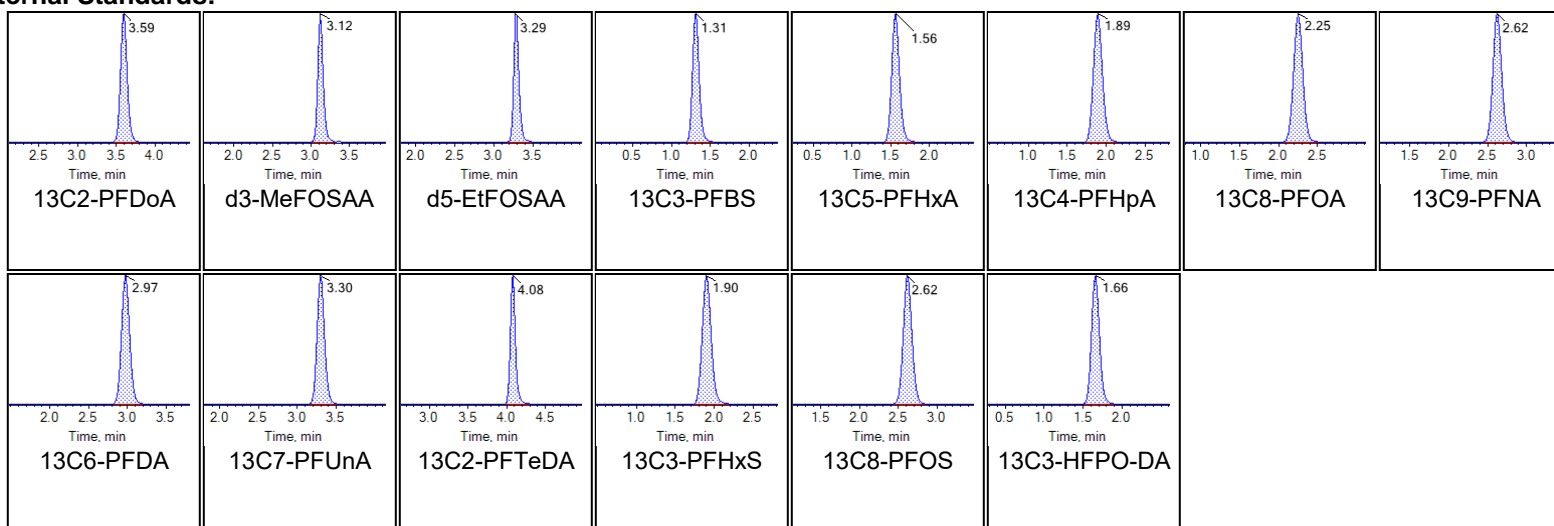 ternal Standards:
3.59
2.5 3.0 3.5 4.0
Time, min
13C2-PFDoA
3.12
2.0 2.5 3.0 3.5
Time, min
d3-MeFOSAA
3.29
2.0 2.5 3.0 3.5
Time, min
d5-EtFOSAA
1.31
0.5 1.0 1.5 2.0
Time, min
13C3-PFBS
1.56
0.5 1.0 1.5 2.0
Time, min
13C5-PFHxA
1.89
1.0 1.5 2.0 2.5
Time, min
13C4-PFHpA
2.25
1.0 1.5 2.0 2.5
Time, min
13C8-PFOA
2.62
1.5 2.0 2.5 3.0
Time, min
13C9-PFNA
2.97
2.0 2.5 3.0 3.5
Time, min
13C6-PFDA
3.30
2.0 2.5 3.0 3.5
Time, min
13C7-PFUnA
4.08
3.0 3.5 4.0 4.5
Time, min
13C2-PFTeDA
1.90
1.0 1.5 2.0 2.5
Time, min
13C3-PFHxS
2.62
1.5 2.0 2.5 3.0
Time, min
13C8-PFOS
1.66
0.5 1.0 1.5 2.0
Time, min
13C3-HFPO-DA